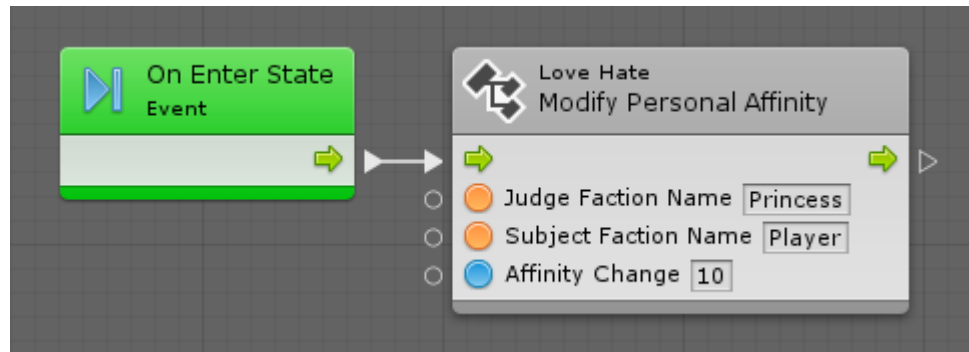 On Enter State
Event
Love Hate
Modify Personal Affinity
Judge Faction Name Princess
Subject Faction Name Player
Affinity Change 10